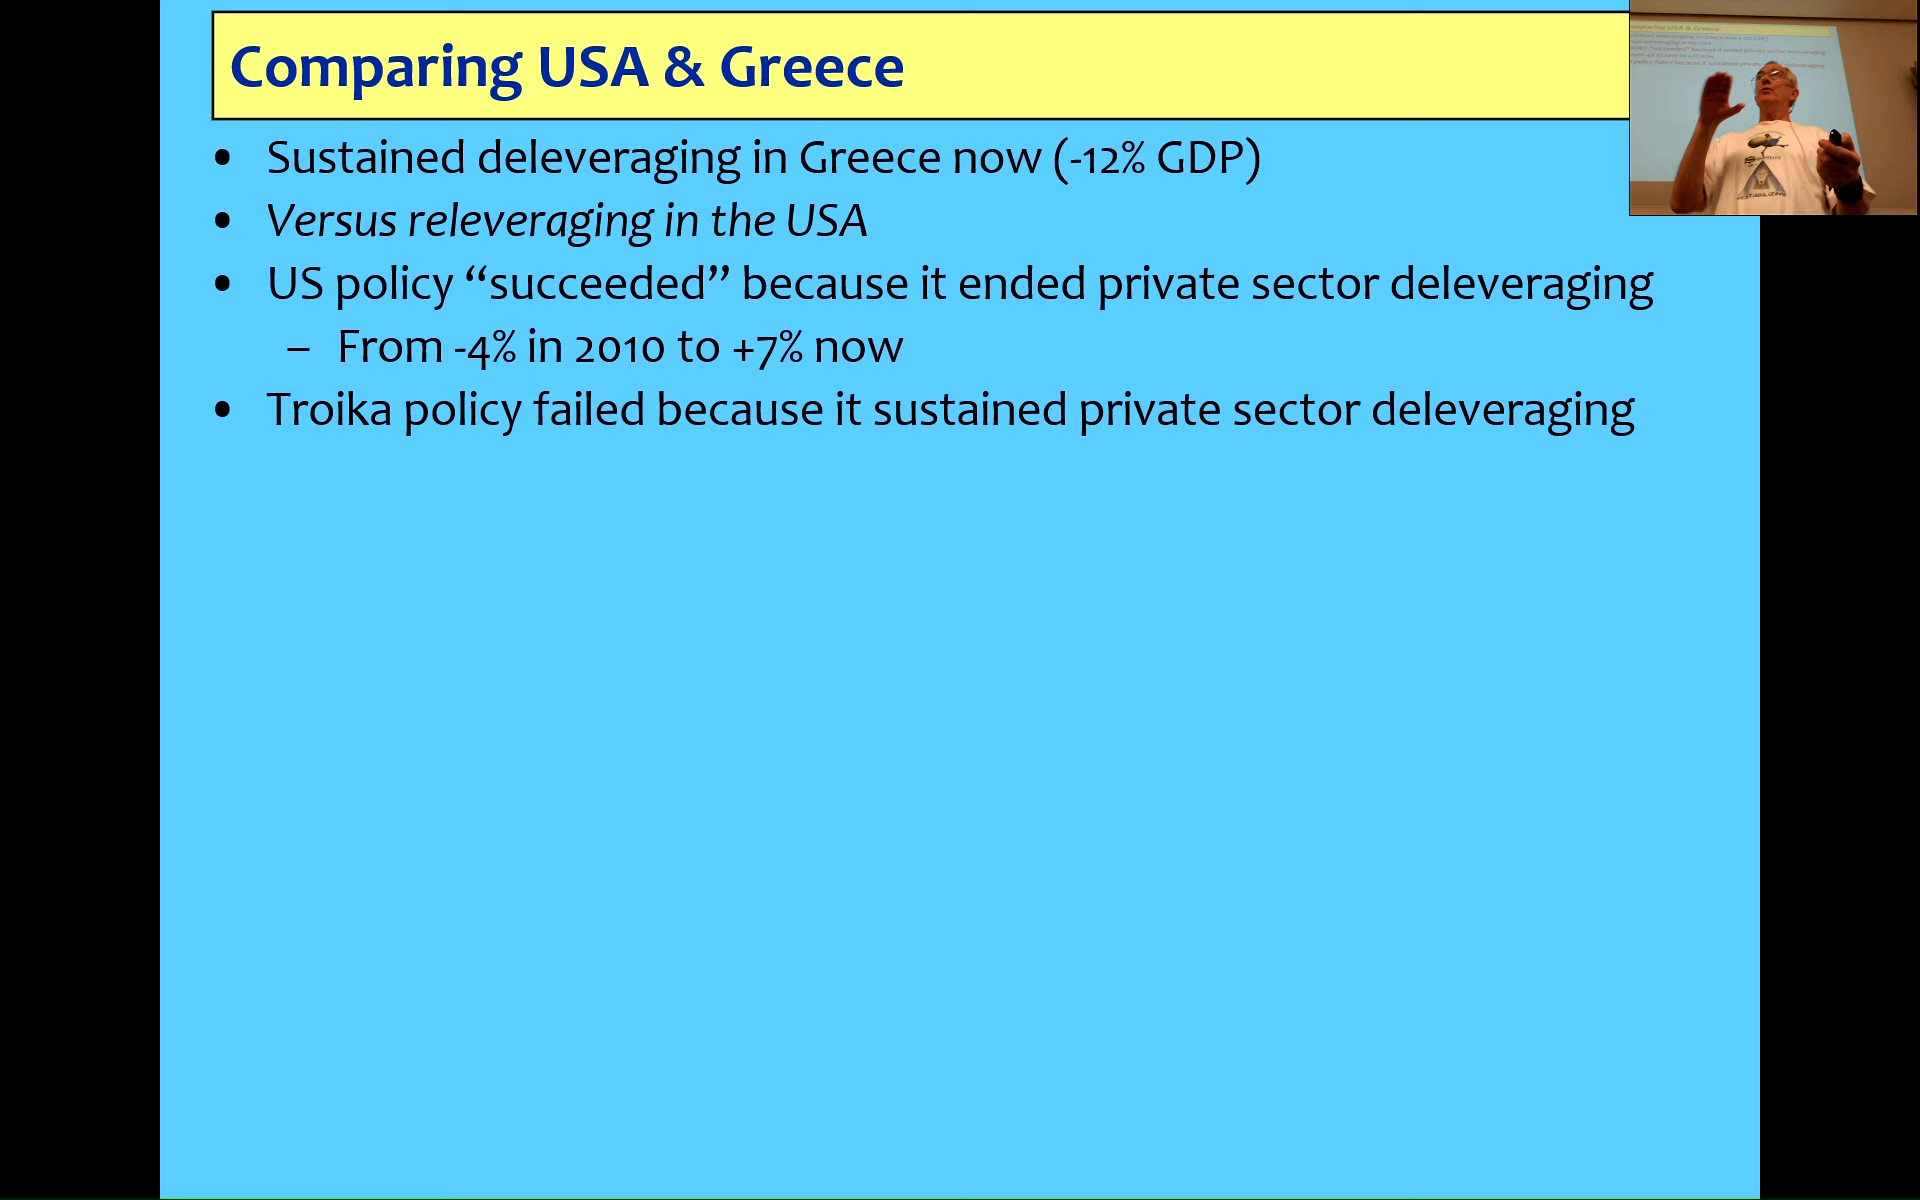 Comparing USA & Greece
• Sustained deleveraging in Greece now (-12% GDP)
• Versus releveraging in the USA
• US policy “succeeded” because it ended private sector deleveraging
– From -4% in 2010 to +7% now
• Troika policy failed because it sustained private sector deleveraging